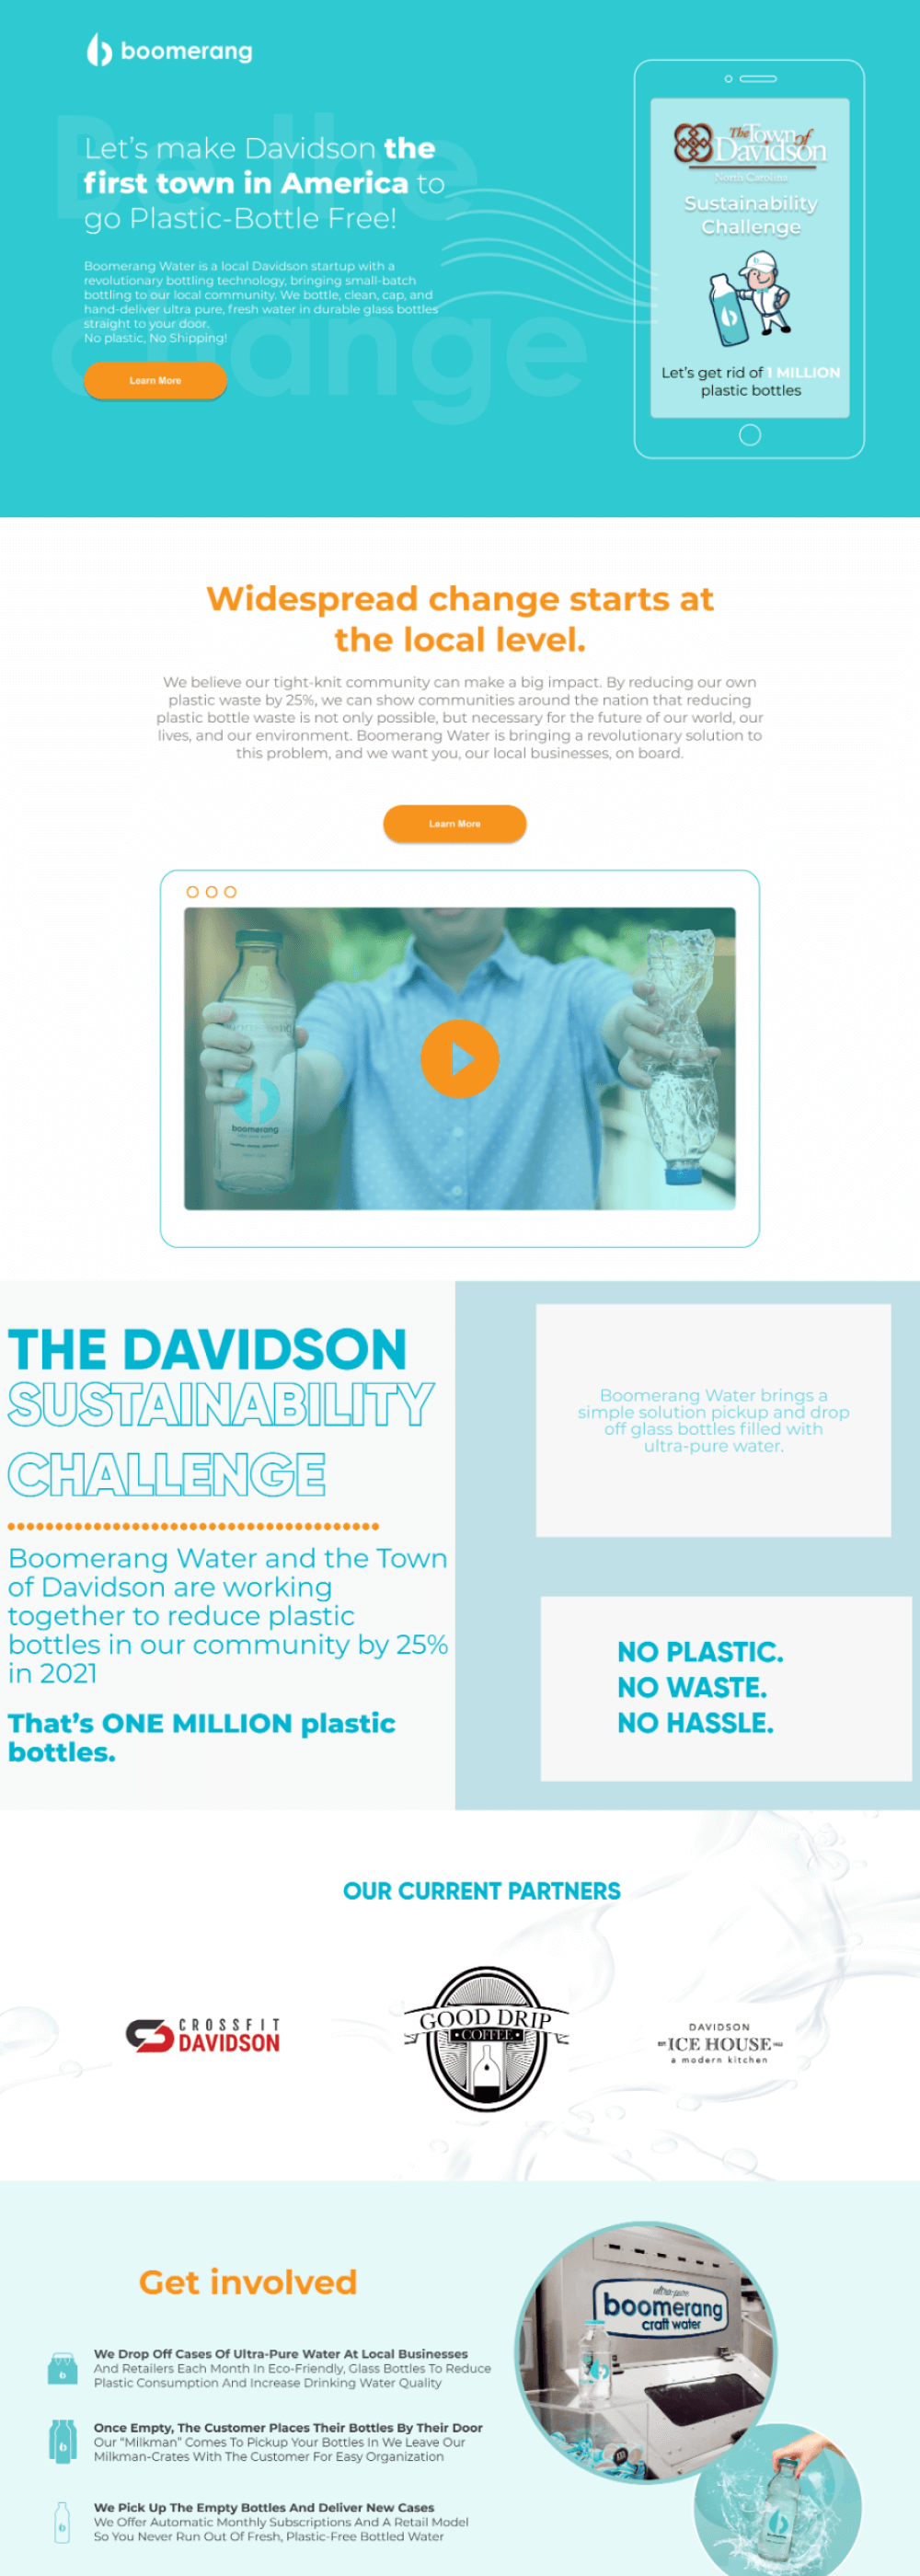 boomerang
Be the
change
Let's make Davidson the
first town in America to
go Plastic-Bottle Free!
Boomerang Water is a local Davidson startup with a
revolutionary bottling technology, bringing small-batch
bottling to our local community. We bottle, clean, cap, and
hand-deliver ultra pure, fresh water in durable glass bottles
straight to your door.
No plastic, No Shipping!
Learn More
The Town of
Davidson
North Carolina
Sustainability
Challenge
Let's get rid of 1 MILLION
plastic bottles
Widespread change starts at
the local level.
We believe our tight-knit community can make a big impact. By reducing our own
plastic waste by 25%, we can show communities around the nation that reducing
plastic bottle waste is not only possible, but necessary for the future of our world, our
lives, and our environment. Boomerang Water is bringing a revolutionary solution to
this problem, and we want you, our local businesses, on board.
Learn More
boomerang
THE DAVIDSON
SUSTAINABILITY
CHALLENGE
Boomerang Water and the Town
of Davidson are working
together to reduce plastic
bottles in our community by 25%
in 2021
That's ONE MILLION plastic
bottles.
Boomerang Water brings a
simple solution pickup and drop
off glass bottles filled with
ultra-pure water.
NO PLASTIC.
NO WASTE.
NO HASSLE.
OUR CURRENT PARTNERS
CROSSFIT
DAVIDSON
GOOD DRIP
COFFEE
DAVIDSON
ICE HOUSE
a modern kitchen
Get involved
We Drop Off Cases Of Ultra-Pure Water At Local Businesses
And Retailers Each Month In Eco-Friendly, Glass Bottles To Reduce
Plastic Consumption And Increase Drinking Water Quality
Once Empty, The Customer Places Their Bottles By Their Door
Our "Milkman" Comes To Pickup Your Bottles In We Leave Our
Milkman-Crates With The Customer For Easy Organization
We Pick Up The Empty Bottles And Deliver New Cases
We Offer Automatic Monthly Subscriptions And A Retail Model
So You Never Run Out Of Fresh, Plastic-Free Bottled Water
ultra-pure
boomerang
craft water